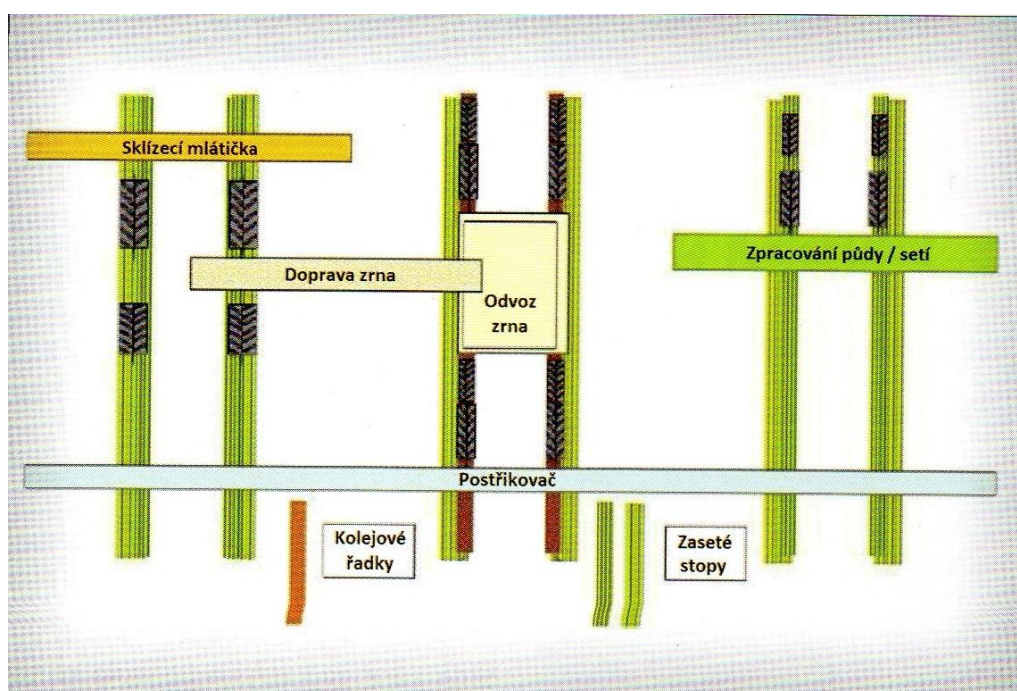 Sklízecí mlátička
Doprava zrna
Odvoz
zrna
Zpracování půdy / setí
Postřikovač
Kolejové
řadky
Zaseté
stopy